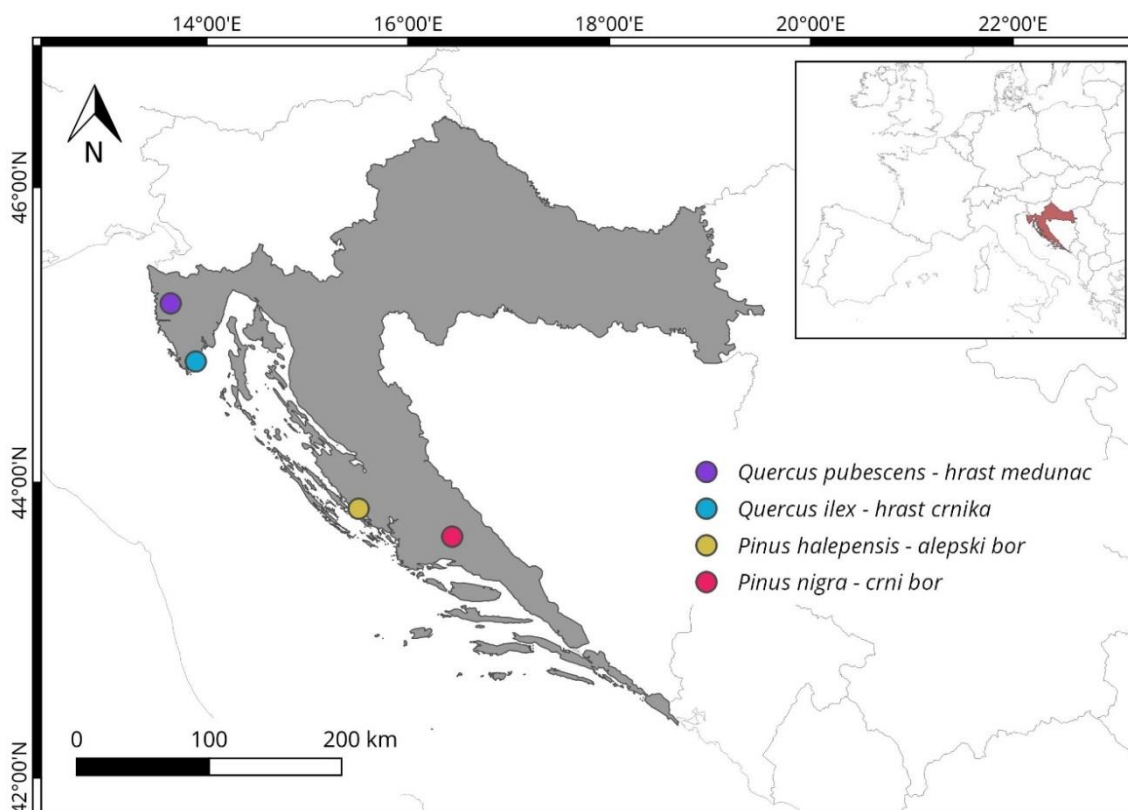 14°00'E 16°00'E 18°00'E 20°00'E 22°00'E
46°00'N
44°00'N
42°00'N
N
Quercus pubescens - hrast medunac
Quercus ilex - hrast crnika
Pinus halepensis - alepski bor
Pinus nigra - crni bor
0 100 200 km